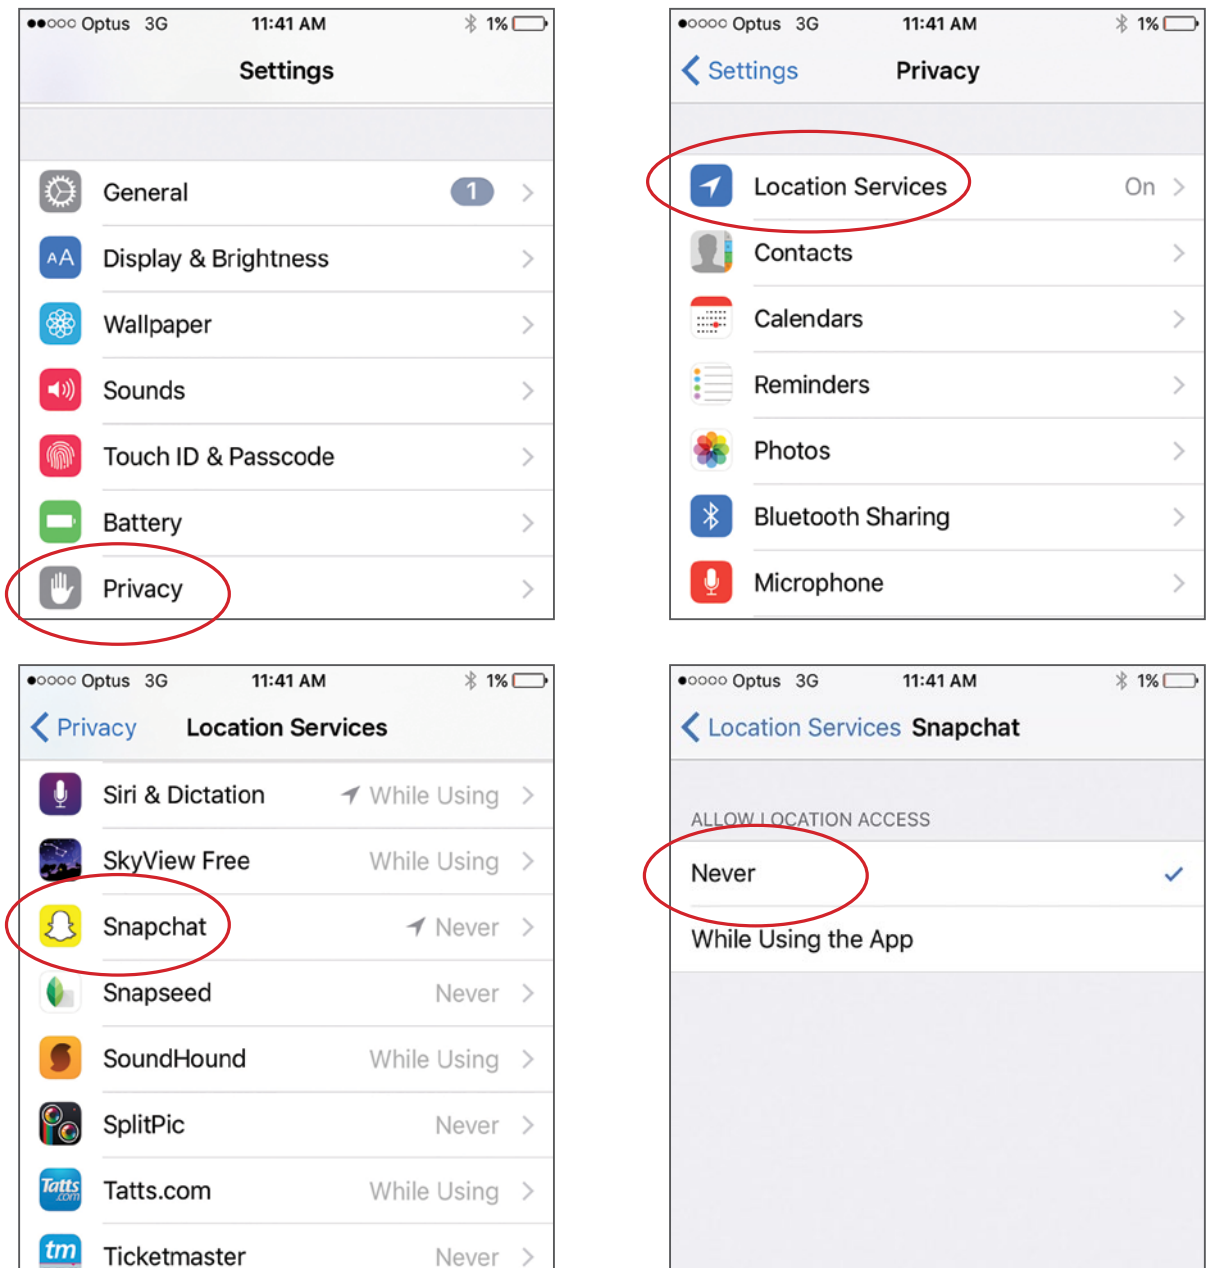 Optus 3G 11:41 AM 1%
Settings
General 1
AA Display & Brightness
Wallpaper
Sounds
Touch ID & Passcode
Battery
Privacy
Optus 3G 11:41 AM 1%
Settings Privacy
Location Services On
Contacts
Calendars
Reminders
Photos
Bluetooth Sharing
Microphone
Optus 3G 11:41 AM 1%
Privacy Location Services
Siri & Dictation While Using
SkyView Free While Using
Snapchat Never
Snapseed Never
SoundHound While Using
SplitPic Never
Tatts .com Tatts.com While Using
tm Ticketmaster Never
Optus 3G 11:41 AM 1%
Location Services Snapchat
ALLOW LOCATION ACCESS
Never
While Using the App